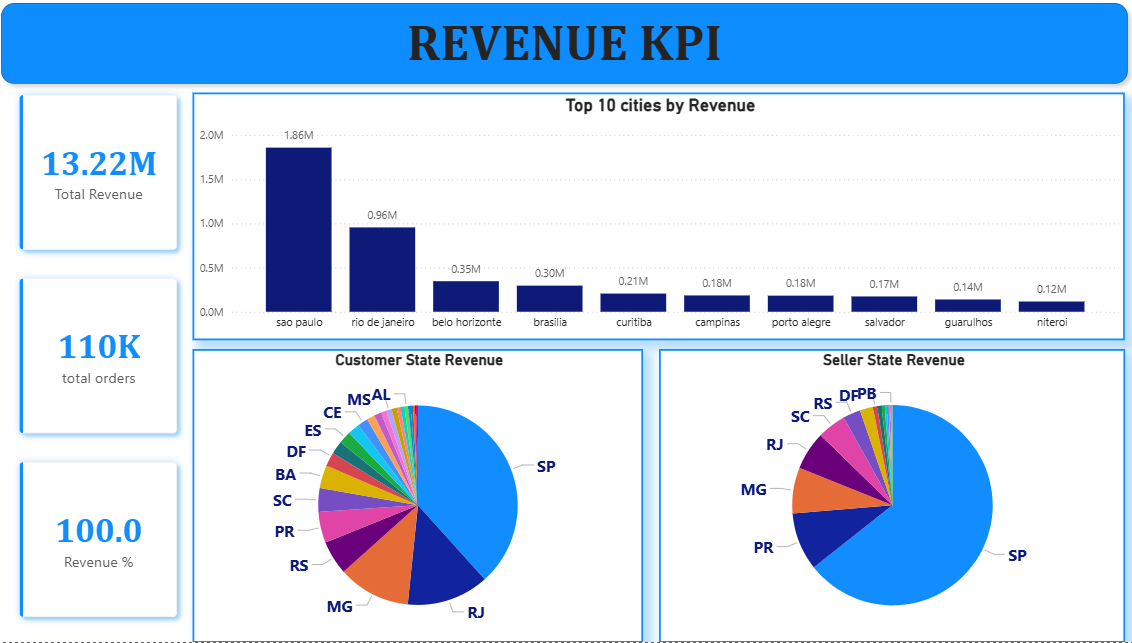 REVENUE KPI
13.22M
Total Revenue
110K
total orders
100.0
Revenue %
Top 10 cities by Revenue
2.0M
1.5M
1.0M
0.5M
0.0M
1.86M
0.96M
0.35M
0.30M
0.21M
0.18M
0.18M
0.17M
0.14M
0.12M
sao paulo
rio de janeiro
belo horizonte
brasilia
curitiba
campinas
porto alegre
salvador
guarulhos
niteroi
Customer State Revenue
AL
MS
CE
ES
DF
BA
SC
PR
RS
MG
RJ
SP
Seller State Revenue
PB
DF
RS
SC
RJ
MG
PR
SP